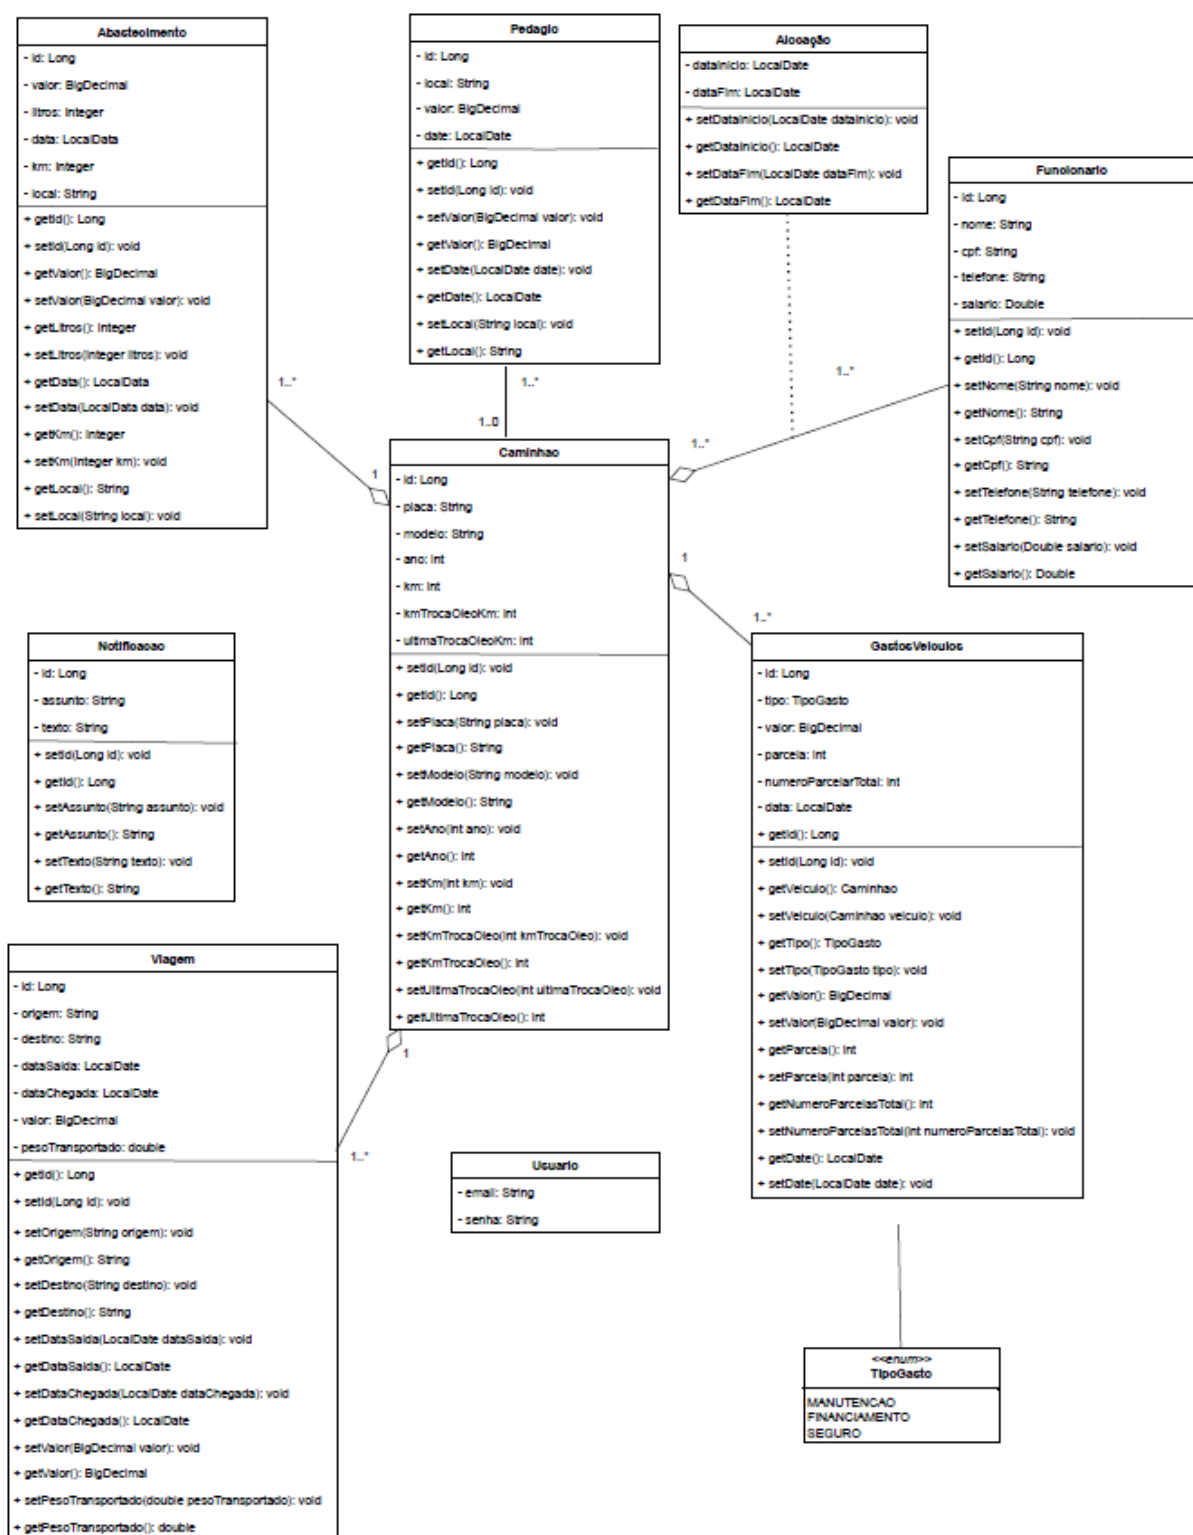 Abastecimento
- id: Long
- valor: BigDecimal
- litros: Integer
- data: LocalData
- km: Integer
- local: String
+ getId(): Long
+ setId(Long id): void
+ getValor(): BigDecimal
+ setValor(BigDecimal valor): void
+ getLitros(): Integer
+ setLitros(Integer litros): void
+ getData(): LocalData
+ setData(LocalData data): void
+ getKm(): Integer
+ setKm(Integer km): void
+ getLocal(): String
+ setLocal(String local): void
Pedagio
- id: Long
- local: String
- valor: BigDecimal
- date: LocalDate
+ getId(): Long
+ setId(Long id): void
+ setValor(BigDecimal valor): void
+ getValor(): BigDecimal
+ setDate(LocalDate date): void
+ getDate(): LocalDate
+ setLocal(String local): void
+ getLocal(): String
Alocação
- dataInicio: LocalDate
- dataFim: LocalDate
+ setDataInicio(LocalDate dataInicio): void
+ getDataInicio(): LocalDate
+ setDataFim(LocalDate dataFim): void
+ getDataFim(): LocalDate
Funcionario
- id: Long
- nome: String
- cpf: String
- telefone: String
- salario: Double
+ setId(Long id): void
+ getId(): Long
+ setNome(String nome): void
+ getNome(): String
+ setCpf(String cpf): void
+ getCpf(): String
+ setTelefone(String telefone): void
+ getTelefone(): String
+ setSalario(Double salario): void
+ getSalario(): Double
1..*
1
1..*
1..0
1..*
1..*
1
1..*
Caminhao
- id: Long
- placa: String
- modelo: String
- ano: int
- km: int
- kmTrocaOleoKm: int
- ultimaTrocaOleoKm: int
+ setId(Long id): void
+ getId(): Long
+ setPlaca(String placa): void
+ getPlaca(): String
+ setModelo(String modelo): void
+ getModelo(): String
+ setAno(int ano): void
+ getAno(): int
+ setKm(int km): void
+ getKm(): int
+ setKmTrocaOleo(int kmTrocaOleo): void
+ getKmTrocaOleo(): int
+ setUltimaTrocaOleo(int ultimaTrocaOleo): void
+ getUltimaTrocaOleo(): int
Notificacao
- id: Long
- assunto: String
- texto: String
+ setId(Long id): void
+ getId(): Long
+ setAssunto(String assunto): void
+ getAssunto(): String
+ setTexto(String texto): void
+ getTexto(): String
GastosVeiculos
- id: Long
- tipo: TipoGasto
- valor: BigDecimal
- parcela: int
- numeroParcelarTotal: int
- data: LocalDate
+ getId(): Long
+ setId(Long id): void
+ getVeiculo(): Caminhao
+ setVeiculo(Caminhao veiculo): void
+ getTipo(): TipoGasto
+ setTipo(TipoGasto tipo): void
+ getValor(): BigDecimal
+ setValor(BigDecimal valor): void
+ getParcela(): int
+ setParcela(int parcela): int
+ getNumeroParcelasTotal(): int
+ setNumeroParcelasTotal(int numeroParcelasTotal): void
+ getDate(): LocalDate
+ setDate(LocalDate date): void
Viagem
- id: Long
- origem: String
- destino: String
- dataSaida: LocalDate
- dataChegada: LocalDate
- valor: BigDecimal
- pesoTransportado: double
+ getId(): Long
+ setId(Long id): void
+ setOrigem(String origem): void
+ getOrigem(): String
+ setDestino(String destino): void
+ getDestino(): String
+ setDataSaida(LocalDate dataSaida): void
+ getDataSaida(): LocalDate
+ setDataChegada(LocalDate dataChegada): void
+ getDataChegada(): LocalDate
+ setValor(BigDecimal valor): void
+ getValor(): BigDecimal
+ setPesoTransportado(double pesoTransportado): void
+ getPesoTransportado(): double
1
1..*
Usuario
- email: String
- senha: String
<<enum>>
TipoGasto
MANUTENCAO
FINANCIAMENTO
SEGURO